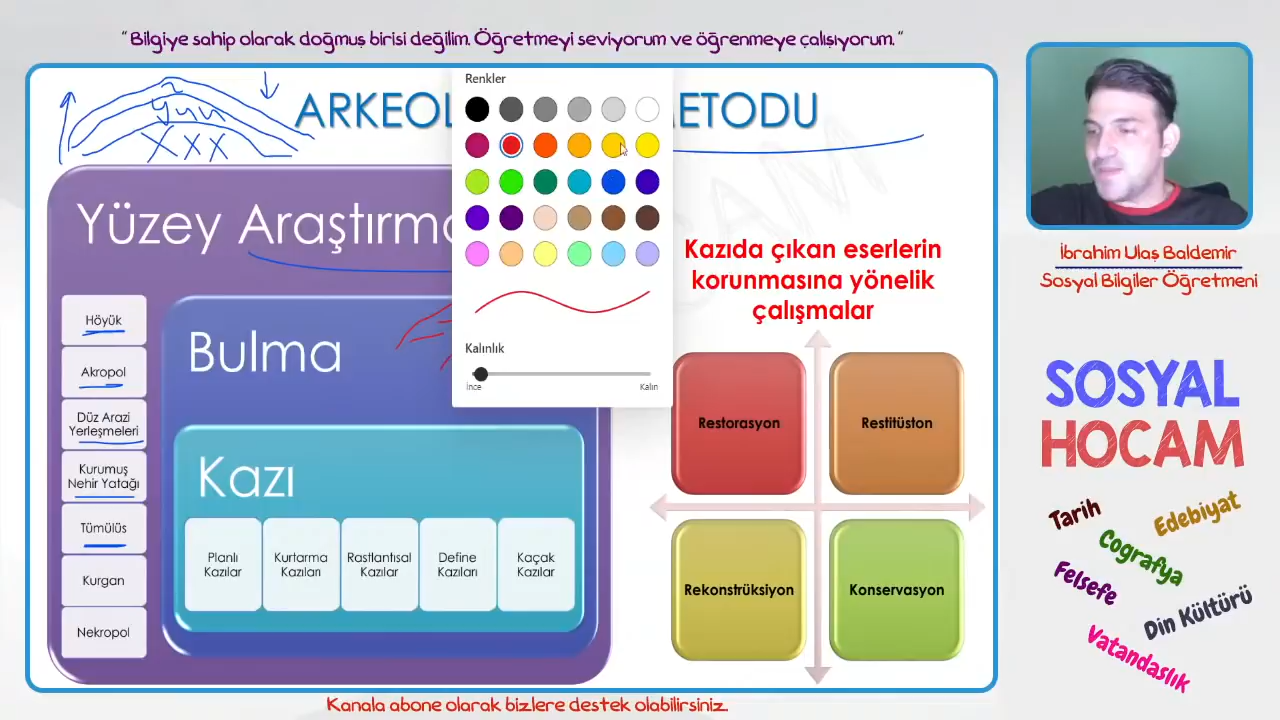 “Bilgiye sahip olarak doğmuş birisi değilim. Öğretmeyi seviyorum ve öğrenmeye çalışıyorum.”
ARKEOL
ETODU
XXX
Yüzey Araştırma
Höyük
Akropol
Düz Arazi
Yerleşmeleri
Kurumuş
Nehir Yatağı
Tümülüs
Kurgan
Nekropol
Bulma
Kazı
Planlı
Kazılar
Kurtarma
Kazıları
Rastlantısal
Kazılar
Define
Kazıları
Kaçak
Kazılar
Renkler
Kalınlık
İnce
Kalın
Kazıda çıkan eserlerin
korunmasına yönelik
çalışmalar
Restorasyon
Restitüston
Rekonstrüksiyon
Konservasyon
İbrahim Ulaş Baldemir
Sosyal Bilgiler Öğretmeni
SOSYAL
HOCAM
Tarih
Edebiyat
Coğrafya
Felsefe
Din Kültürü
Vatandaslık
Kanala abone olarak bizlere destek olabilirsiniz.